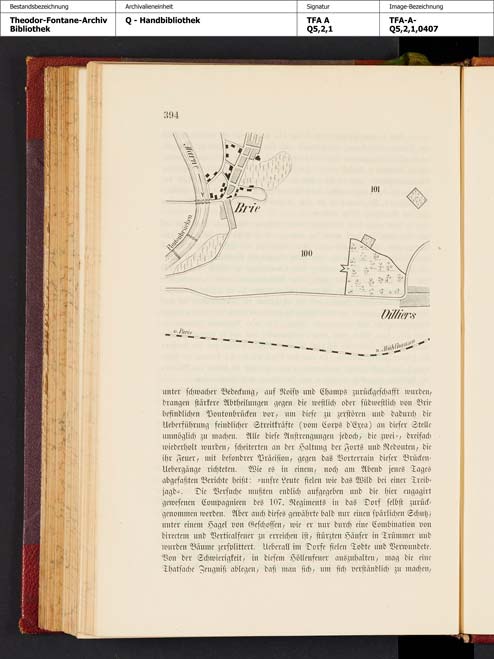 Bestandsbezeichnung
Archivalieneinheit
Signatur
Image-Bezeichnung
Theodor-Fontane-Archiv
Bibliothek
Q - Handbibliothek
TFA A
Q5,2,1
TFA-A-
Q5,2,1,0407
394
Marne
Brie
Pontonbrücken
101
100
Villiers
v. Paris
n. Mühlhausen
unter schwacher Bedeckung, auf Noisy und Champs zurückgeschafft wurden,
drangen stärkere Abtheilungen gegen die westlich oder südwestlich von Brie
befindlichen Pontonbrücken vor, um diese zu zerstören und dadurch die
Ueberführung feindlicher Streitkräfte (vom Corps d'Exea) an dieser Stelle
unmöglich zu machen. Alle diese Anstrengungen jedoch, die zwei-, dreifach
wiederholt wurden, scheiterten an der Haltung der Forts und Redouten, die
ihr Feuer, mit besondrer Präcision, gegen das Vorterrain dieser Brücken-
Uebergänge richteten. Wie es in einem, noch am Abend jenes Tages
abgefaßten Berichte heißt: »unsre Leute fielen wie das Wild bei einer Treib-
jagd«. Die Versuche mußten endlich aufgegeben und die hier engagirt
gewesenen Compagnieen des 107. Regiments in das Dorf selbst zurück-
genommen werden. Aber auch dieses gewährte bald nur einen spärlichen Schutz;
unter einem Hagel von Geschossen, wie er nur durch eine Combination von
directem und Verticalfeuer zu erreichen ist, stürzten Häuser in Trümmer und
wurden Bäume zersplittert. Ueberall im Dorfe fielen Todte und Verwundete.
Von der Schwierigkeit, in diesem Höllenfeuer auszuhalten, mag die eine
Thatsache Zeugniß ablegen, daß man sich, um sich verständlich zu machen,